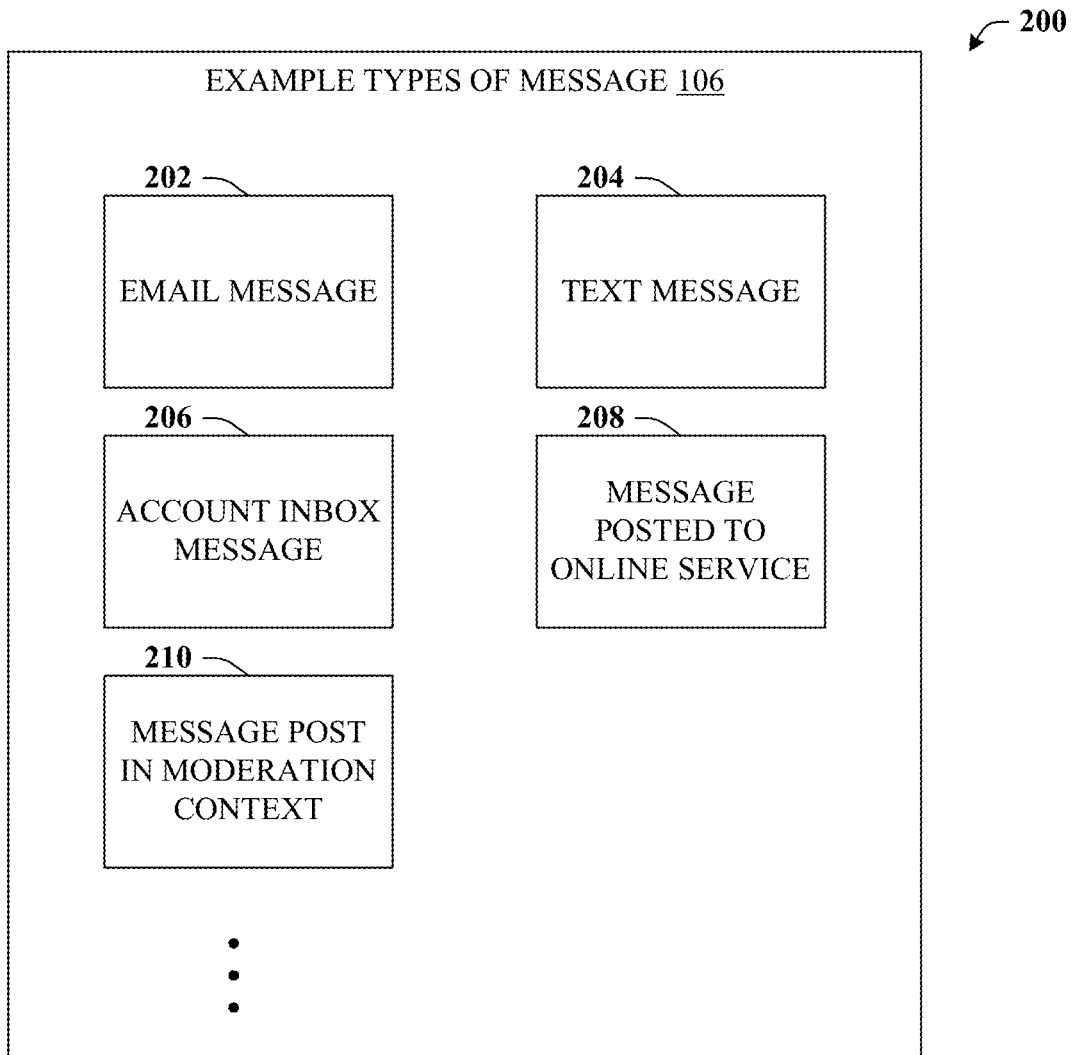 200
EXAMPLE TYPES OF MESSAGE 106
202
EMAIL MESSAGE
204
TEXT MESSAGE
206
ACCOUNT INBOX
MESSAGE
208
MESSAGE
POSTED TO
ONLINE SERVICE
210
MESSAGE POST
IN MODERATION
CONTEXT